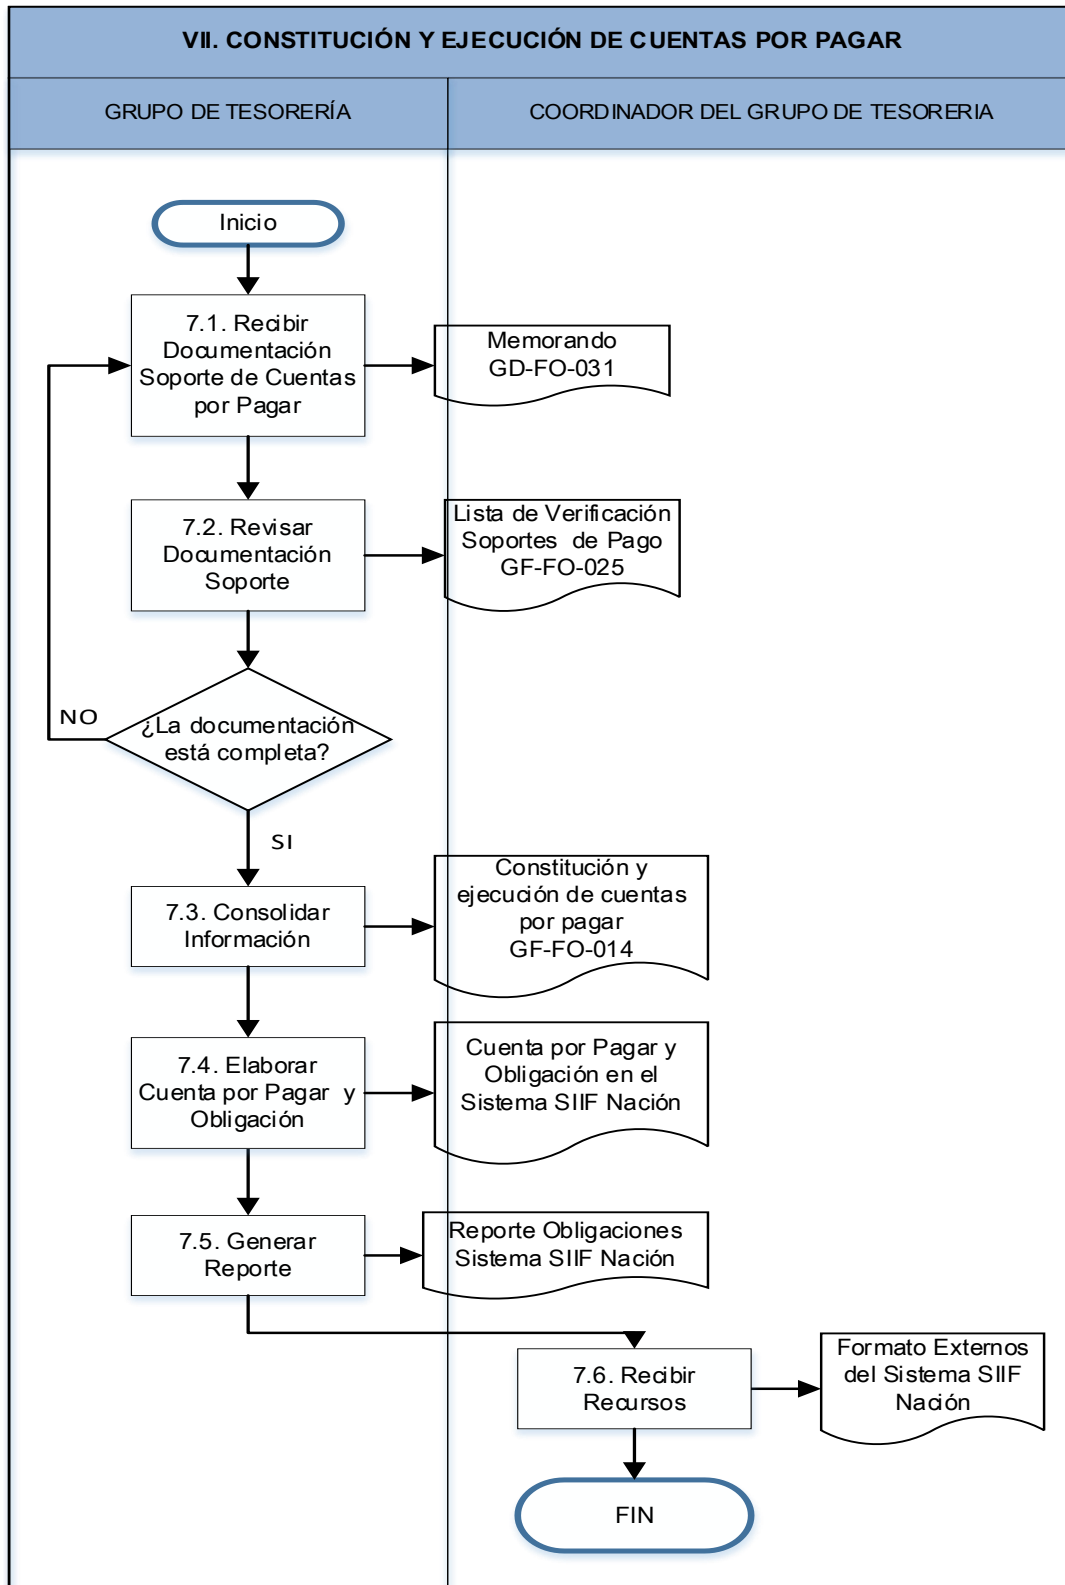 VII. CONSTITUCIÓN Y EJECUCIÓN DE CUENTAS POR PAGAR
GRUPO DE TESORERÍA
COORDINADOR DEL GRUPO DE TESORERIA
Inicio
7.1. Recibir
Documentación
Soporte de Cuentas
por Pagar
Memorando
GD-FO-031
7.2. Revisar
Documentación
Soporte
Lista de Verificación
Soportes de Pago
GF-FO-025
NO
¿La documentación
está completa?
SI
7.3. Consolidar
Información
Constitución y
ejecución de cuentas
por pagar
GF-FO-014
7.4. Elaborar
Cuenta por Pagar y
Obligación
Cuenta por Pagar y
Obligación en el
Sistema SIIF Nación
7.5. Generar
Reporte
Reporte Obligaciones
Sistema SIIF Nación
7.6. Recibir
Recursos
Formato Externos
del Sistema SIIF
Nación
FIN